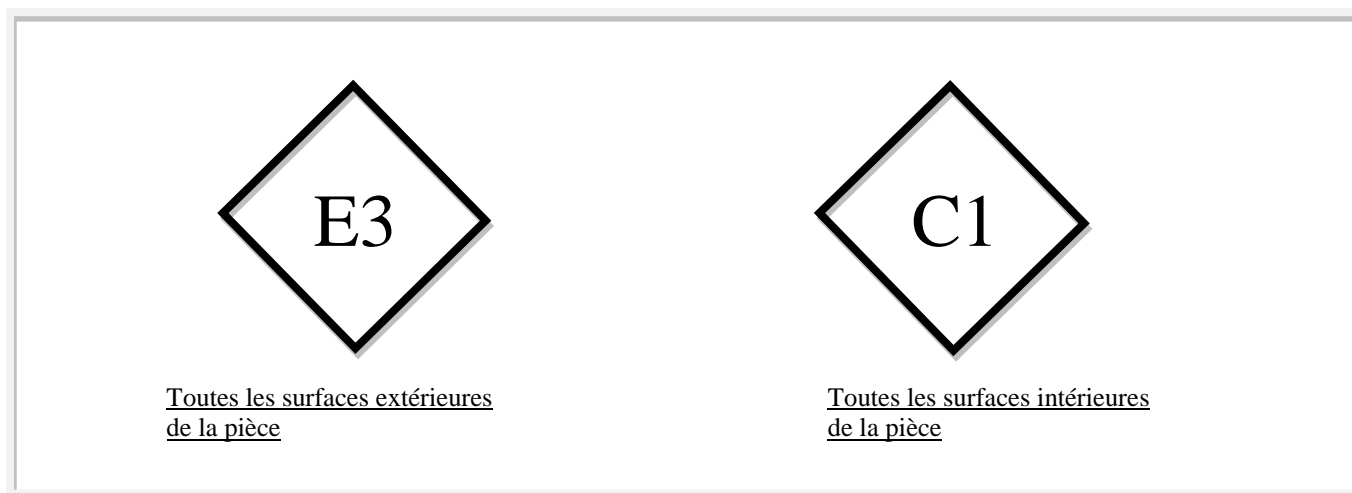 E3
C1
Toutes les surfaces extérieures
de la pièce
Toutes les surfaces intérieures
de la pièce